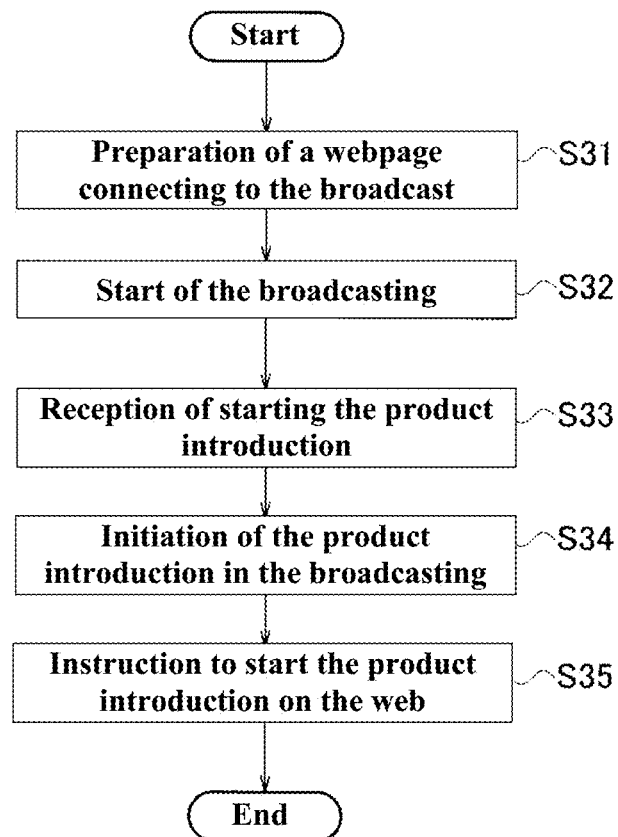 Start
Preparation of a webpage
connecting to the broadcast
S31
Start of the broadcasting
S32
Reception of starting the product
introduction
S33
Initiation of the product
introduction in the broadcasting
S34
Instruction to start the product
introduction on the web
S35
End